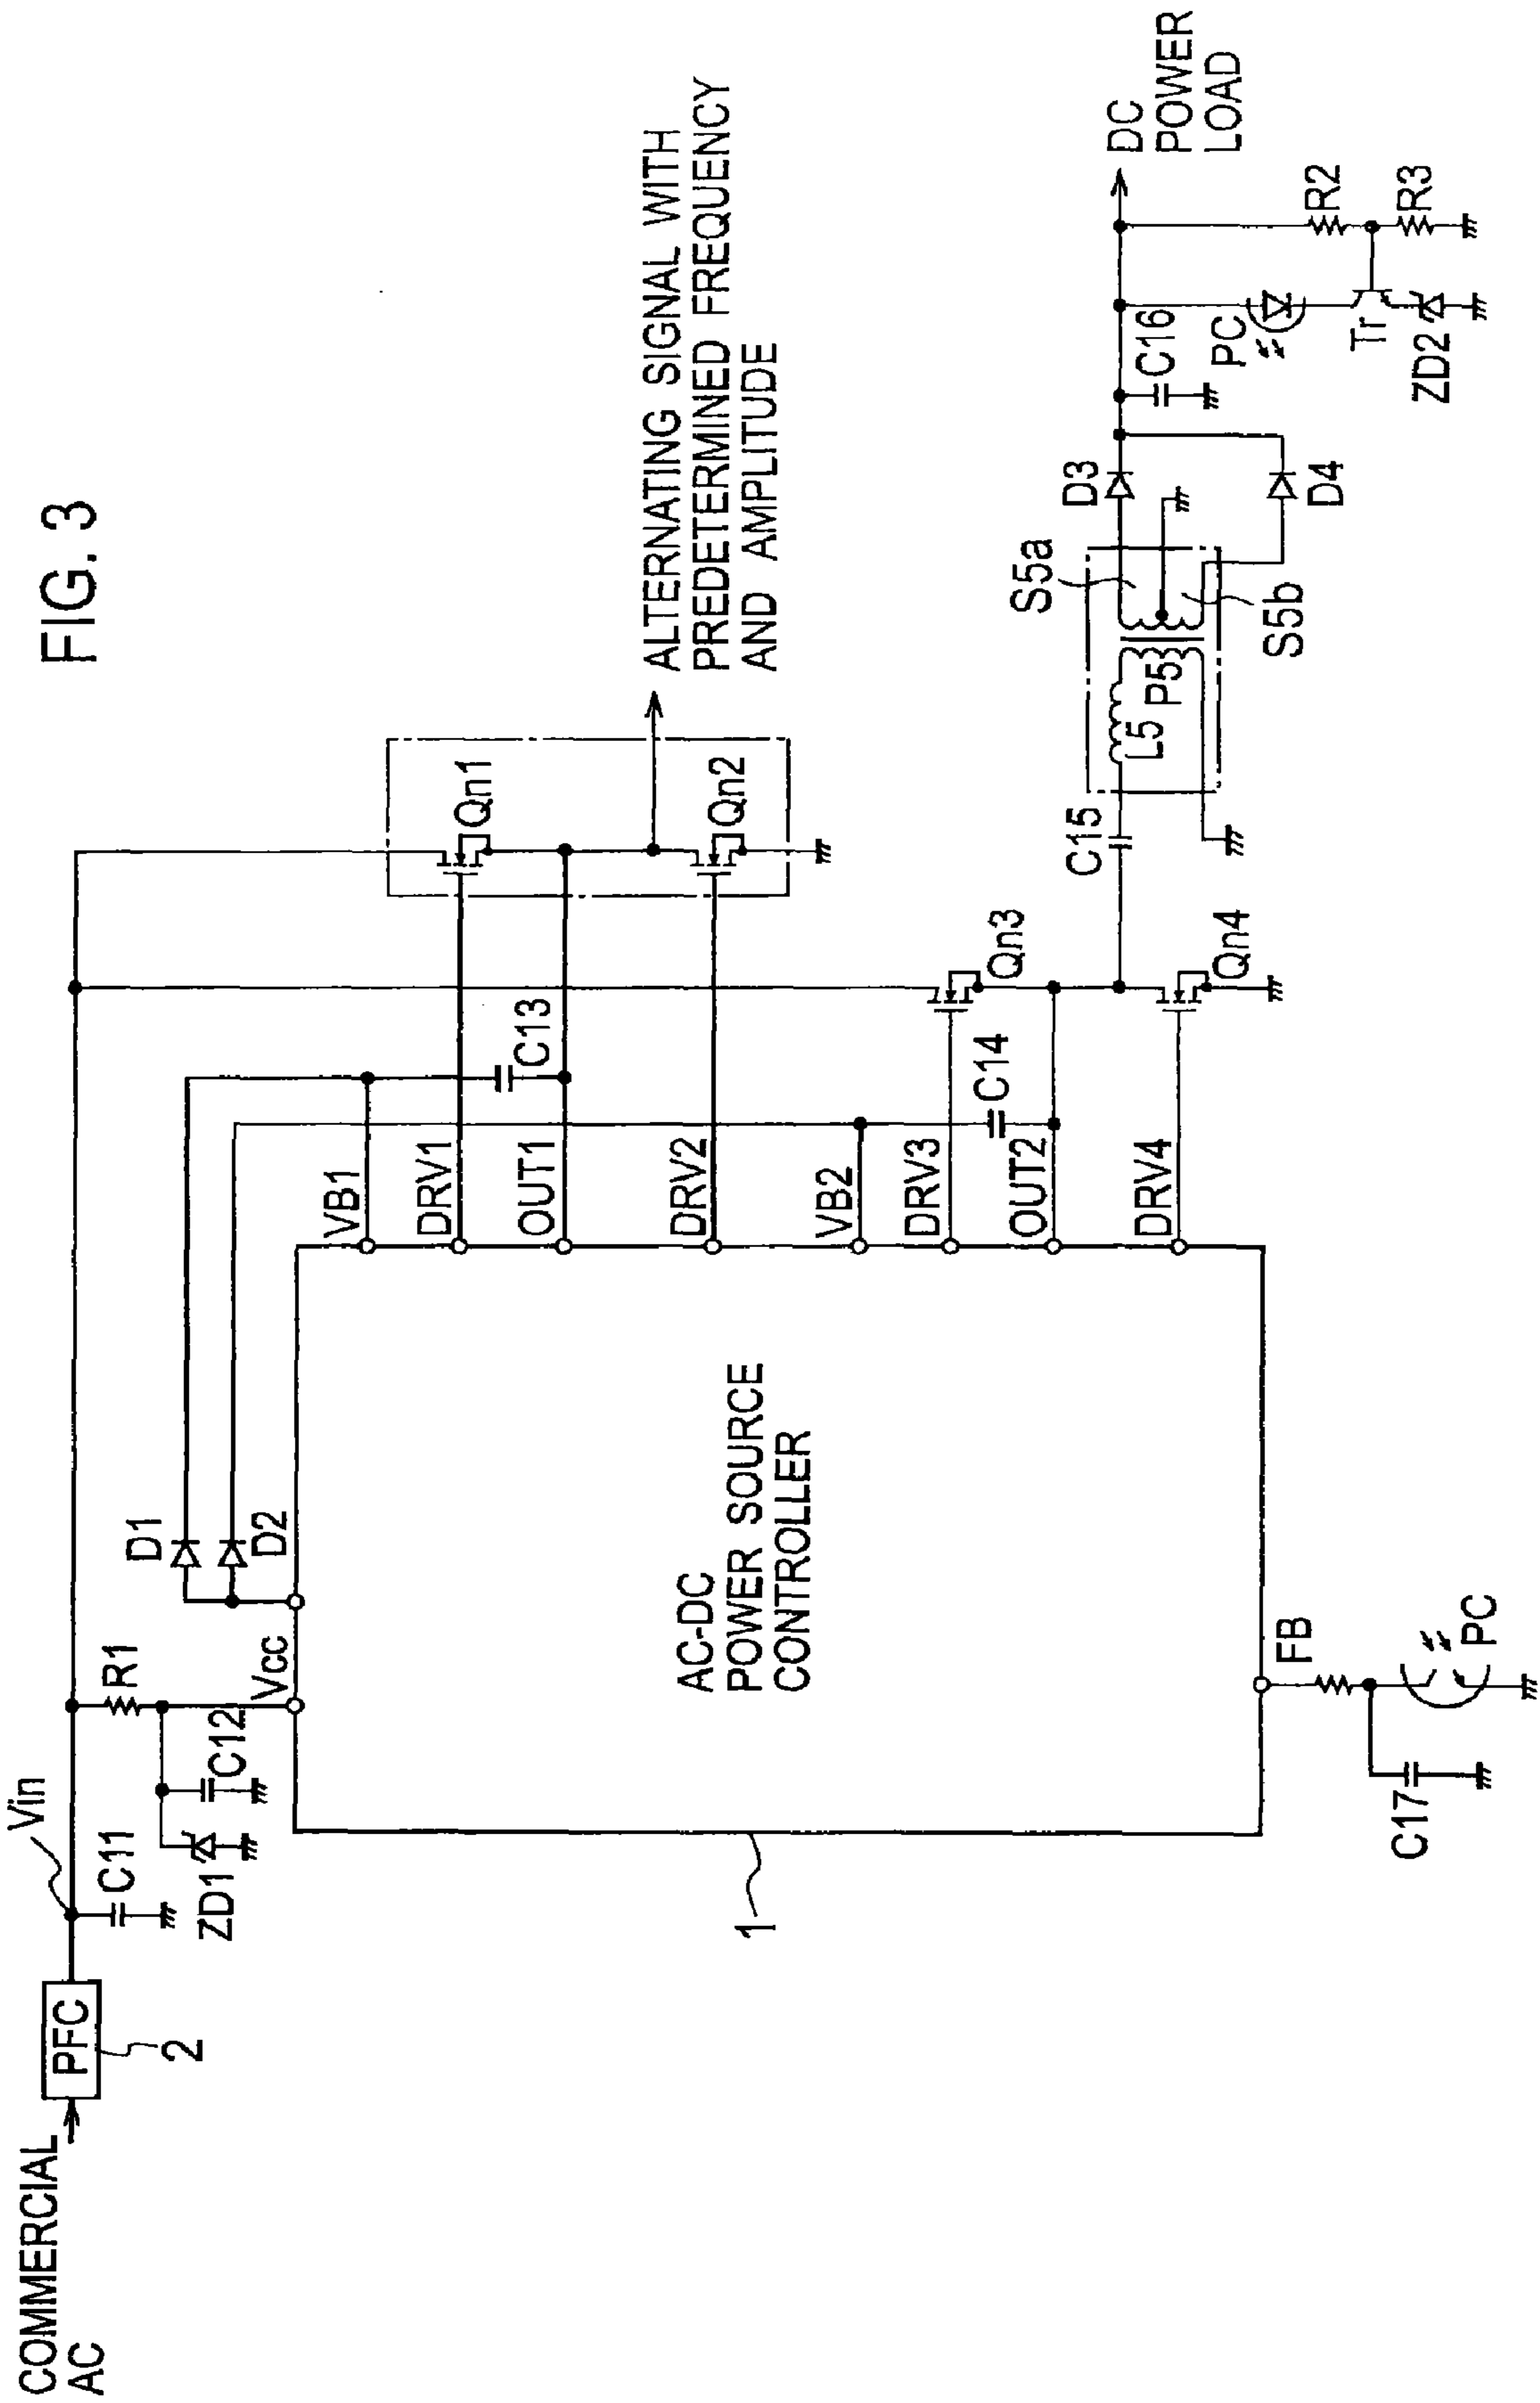 FIG. 3
COMMERCIAL
AC
PFC
2
Vin
C11
ZD1
C12
R1
Vcc
D1
D2
VB1
DRV1
OUT1
DRV2
VB2
DRV3
OUT2
DRV4
C13
C14
Qn1
Qn2
Qn3
Qn4
ALTERNATING SIGNAL WITH
PREDETERMINED FREQUENCY
AND AMPLITUDE
AC-DC
POWER SOURCE
CONTROLLER
1
FB
C17
PC
C15
L5
P5
S5a
S5b
D3
D4
C16
PC
Tr
ZD2
R2
R3
DC
POWER
LOAD